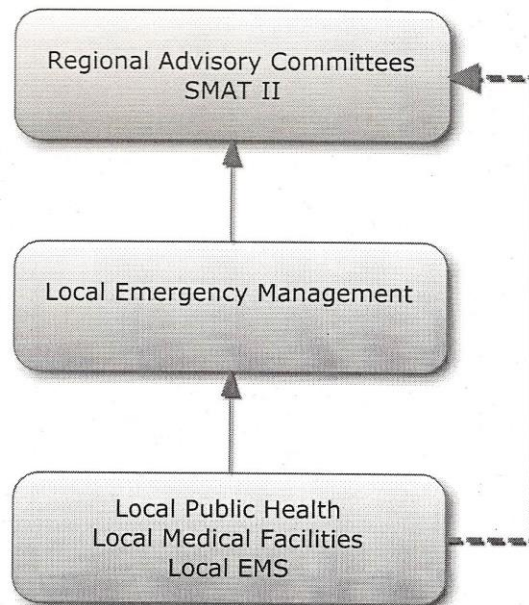 Regional Advisory Committees
SMAT II
Local Emergency Management
Local Public Health
Local Medical Facilities
Local EMS